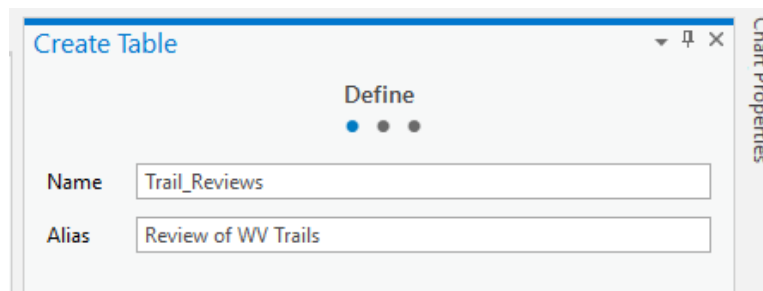 Create Table
Define
Name Trail_Reviews
Alias Review of WV Trails
Chart Properties